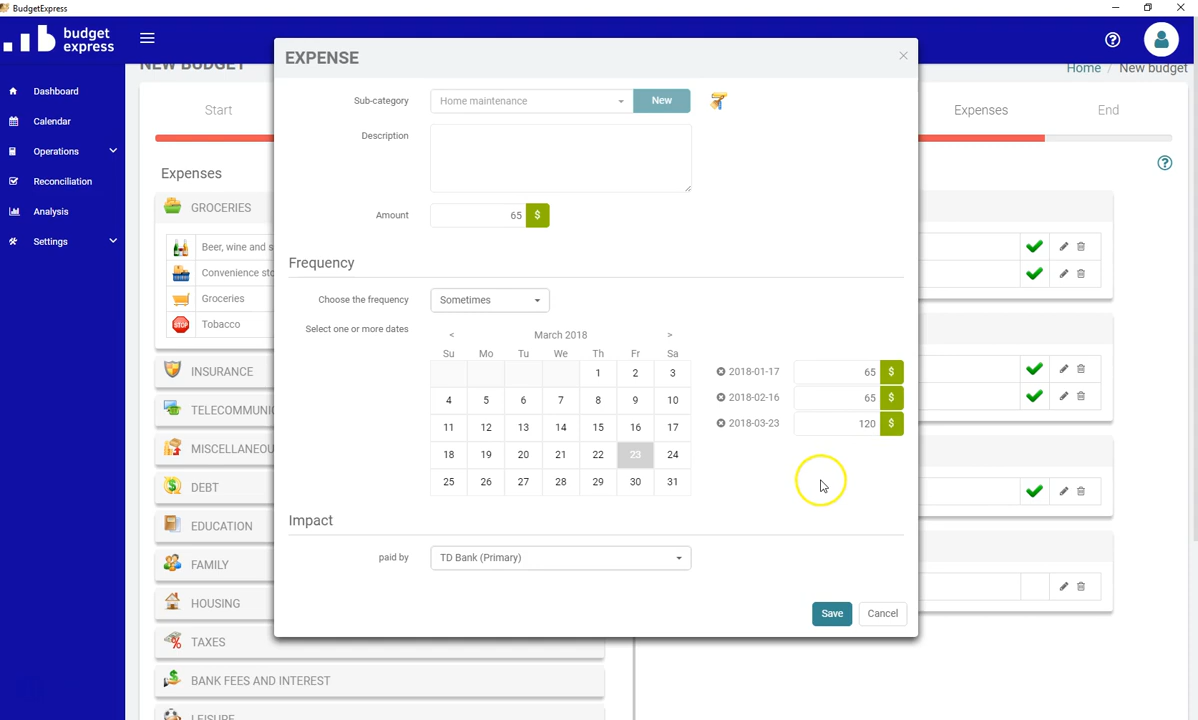 BudgetExpress
budget
express
Dashboard
Calendar
Operations
Reconciliation
Analysis
Settings
NEW BUDGET
Home / New budget
Start
Expenses
End
Expenses
GROCERIES
Beer, wine and s
Convenience sto
Groceries
Tobacco
INSURANCE
TELECOMMUNI
MISCELLANEOU
DEBT
EDUCATION
FAMILY
HOUSING
TAXES
BANK FEES AND INTEREST
LEISURE
EXPENSE
Sub-category
Home maintenance
New
Description
Amount
65 $
Frequency
Choose the frequency
Sometimes
Select one or more dates
< March 2018 >
Su Mo Tu We Th Fr Sa
1 2 3
4 5 6 7 8 9 10
11 12 13 14 15 16 17
18 19 20 21 22 23 24
25 26 27 28 29 30 31
2018-01-17 65 $
2018-02-16 65 $
2018-03-23 120 $
Impact
paid by
TD Bank (Primary)
Save
Cancel